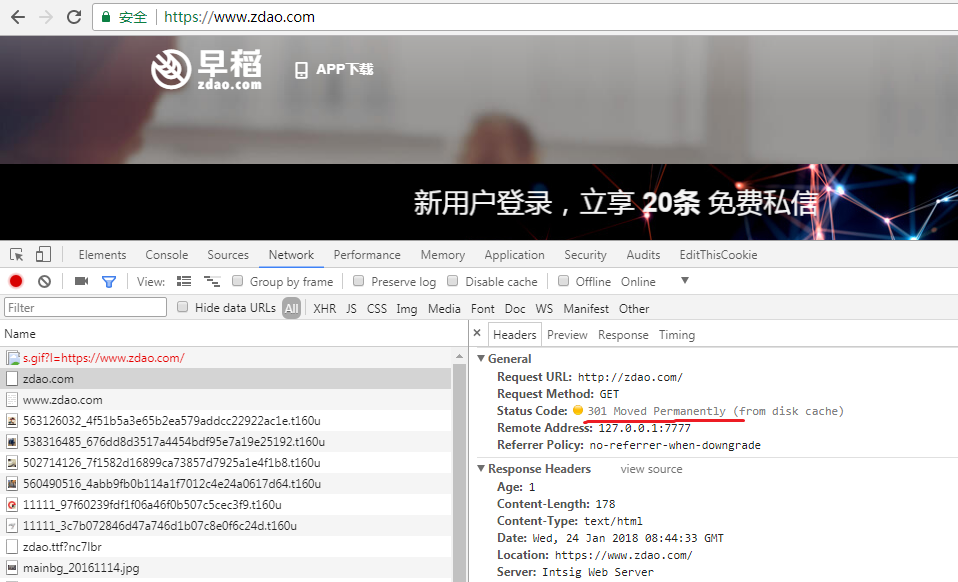 安全 https://www.zdao.com
早稻
zdao.com
APP下载
新用户登录，立享 20条 免费私信
Elements Console Sources Network Performance Memory Application Security Audits EditThisCookie
View: Group by frame Preserve log Disable cache Offline Online
Filter Hide data URLs All XHR JS CSS Img Media Font Doc WS Manifest Other
Name
s.gif?l=https://www.zdao.com/
zdao.com
www.zdao.com
563126032_4f51b5a3e65b2ea579addcc22922ac1e.t160u
538316485_676dd8d3517a4454bdf95e7a19e25192.t160u
502714126_7f1582d16899ca73857d7925a1e4f1b8.t160u
560490516_4abb9fb0b114a1f7012c4e24a0617d64.t160u
11111_97f60239fdf1f06a46f0b507c5cec3f9.t160u
11111_3c7b072846d47a746d1b07c8e0f6c24d.t160u
zdao.ttf?nc7lbr
mainbg_20161114.jpg
× Headers Preview Response Timing
General
Request URL: http://zdao.com/
Request Method: GET
Status Code: 301 Moved Permanently (from disk cache)
Remote Address: 127.0.0.1:7777
Referrer Policy: no-referrer-when-downgrade
Response Headers view source
Age: 1
Content-Length: 178
Content-Type: text/html
Date: Wed, 24 Jan 2018 08:44:33 GMT
Location: https://www.zdao.com/
Server: Intsig Web Server